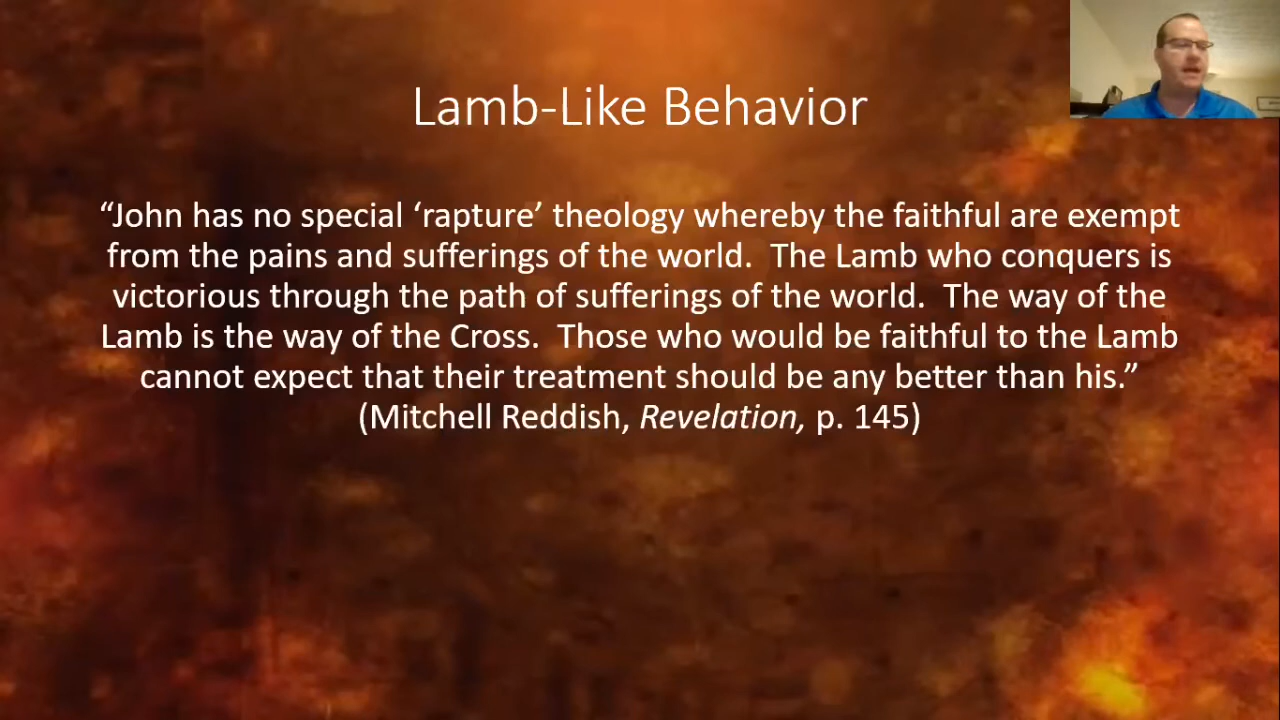 Lamb-Like Behavior
“John has no special ‘rapture’ theology whereby the faithful are exempt
from the pains and sufferings of the world.  The Lamb who conquers is
victorious through the path of sufferings of the world.  The way of the
Lamb is the way of the Cross.  Those who would be faithful to the Lamb
cannot expect that their treatment should be any better than his.”
(Mitchell Reddish, Revelation, p. 145)